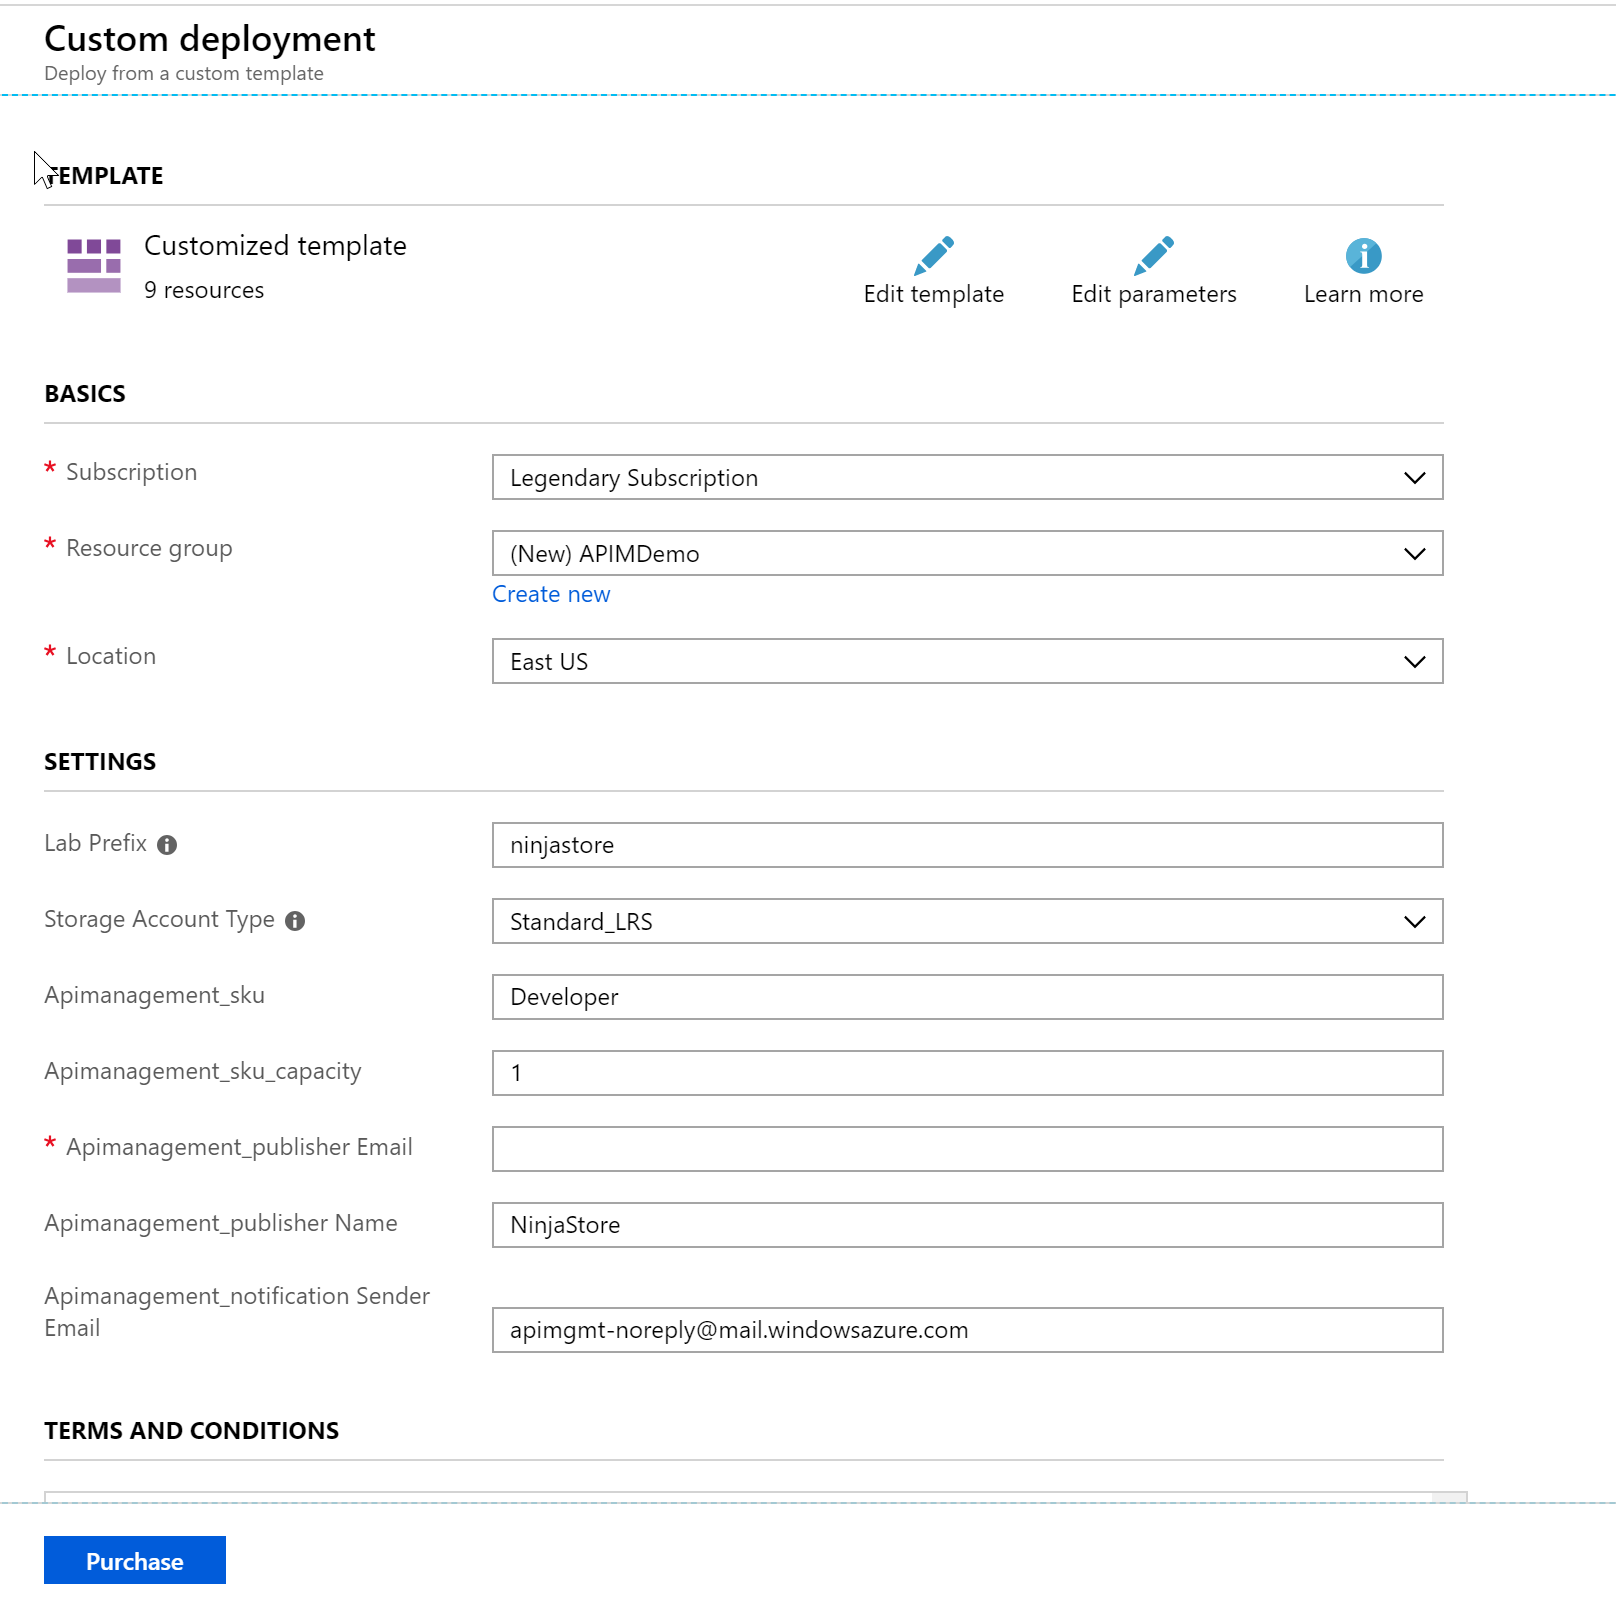 Custom deployment
Deploy from a custom template
TEMPLATE
Customized template
9 resources
Edit template
Edit parameters
Learn more
BASICS
* Subscription
Legendary Subscription
* Resource group
(New) APIMDemo
Create new
* Location
East US
SETTINGS
Lab Prefix
ninjastore
Storage Account Type
Standard_LRS
Apimanagement_sku
Developer
Apimanagement_sku_capacity
1
* Apimanagement_publisher Email
Apimanagement_publisher Name
NinjaStore
Apimanagement_notification Sender
Email
apimgmt-noreply@mail.windowsazure.com
TERMS AND CONDITIONS
Purchase